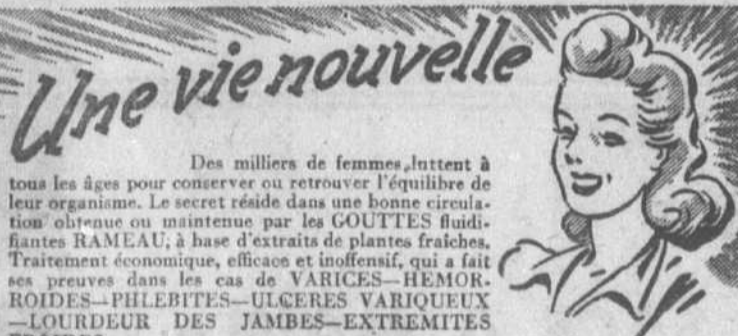 Une vie nouvelle
Des milliers de femmes luttent à
tous les âges pour conserver ou retrouver l'équilibre de
leur organisme. Le secret réside dans une bonne circula-
tion obtenue ou maintenue par les GOUTTES fluidi-
fiantes RAMEAU, à base d'extraits de plantes fraîches.
Traitement économique, efficace et inoffensif, qui a fait
ses preuves dans les cas de VARICES—HEMOR-
ROIDES—PHLEBITES—ULCERES VARIQUEUX
—LOURDEUR DES JAMBES—EXTREMITES